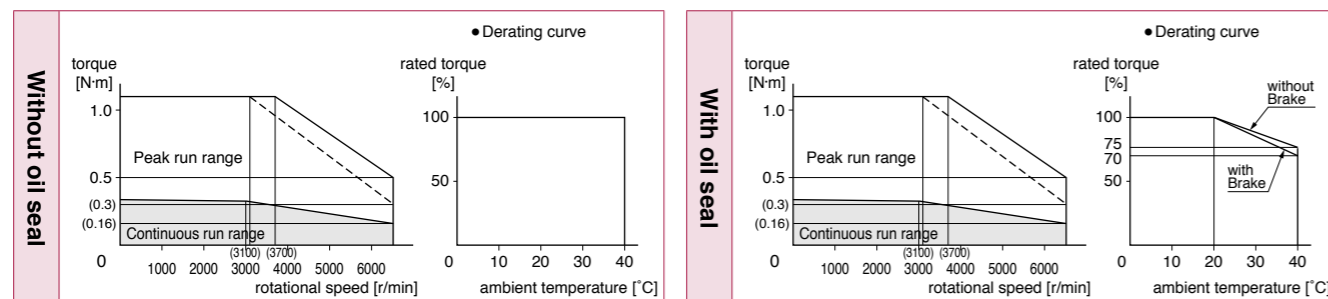 Without oil seal
● Derating curve
torque
[N·m]
1.0
Peak run range
0.5
(0.3)
(0.16)
Continuous run range
(3100) (3700)
0 1000 2000 3000 4000 5000 6000
rotational speed [r/min]
rated torque
[%]
100
50
0 10 20 30 40
ambient temperature [˚C]
With oil seal
● Derating curve
torque
[N·m]
1.0
Peak run range
0.5
(0.3)
(0.16)
Continuous run range
(3100) (3700)
0 1000 2000 3000 4000 5000 6000
rotational speed [r/min]
rated torque
[%]
without
Brake
100
75
70
with
Brake
50
0 10 20 30 40
ambient temperature [˚C]